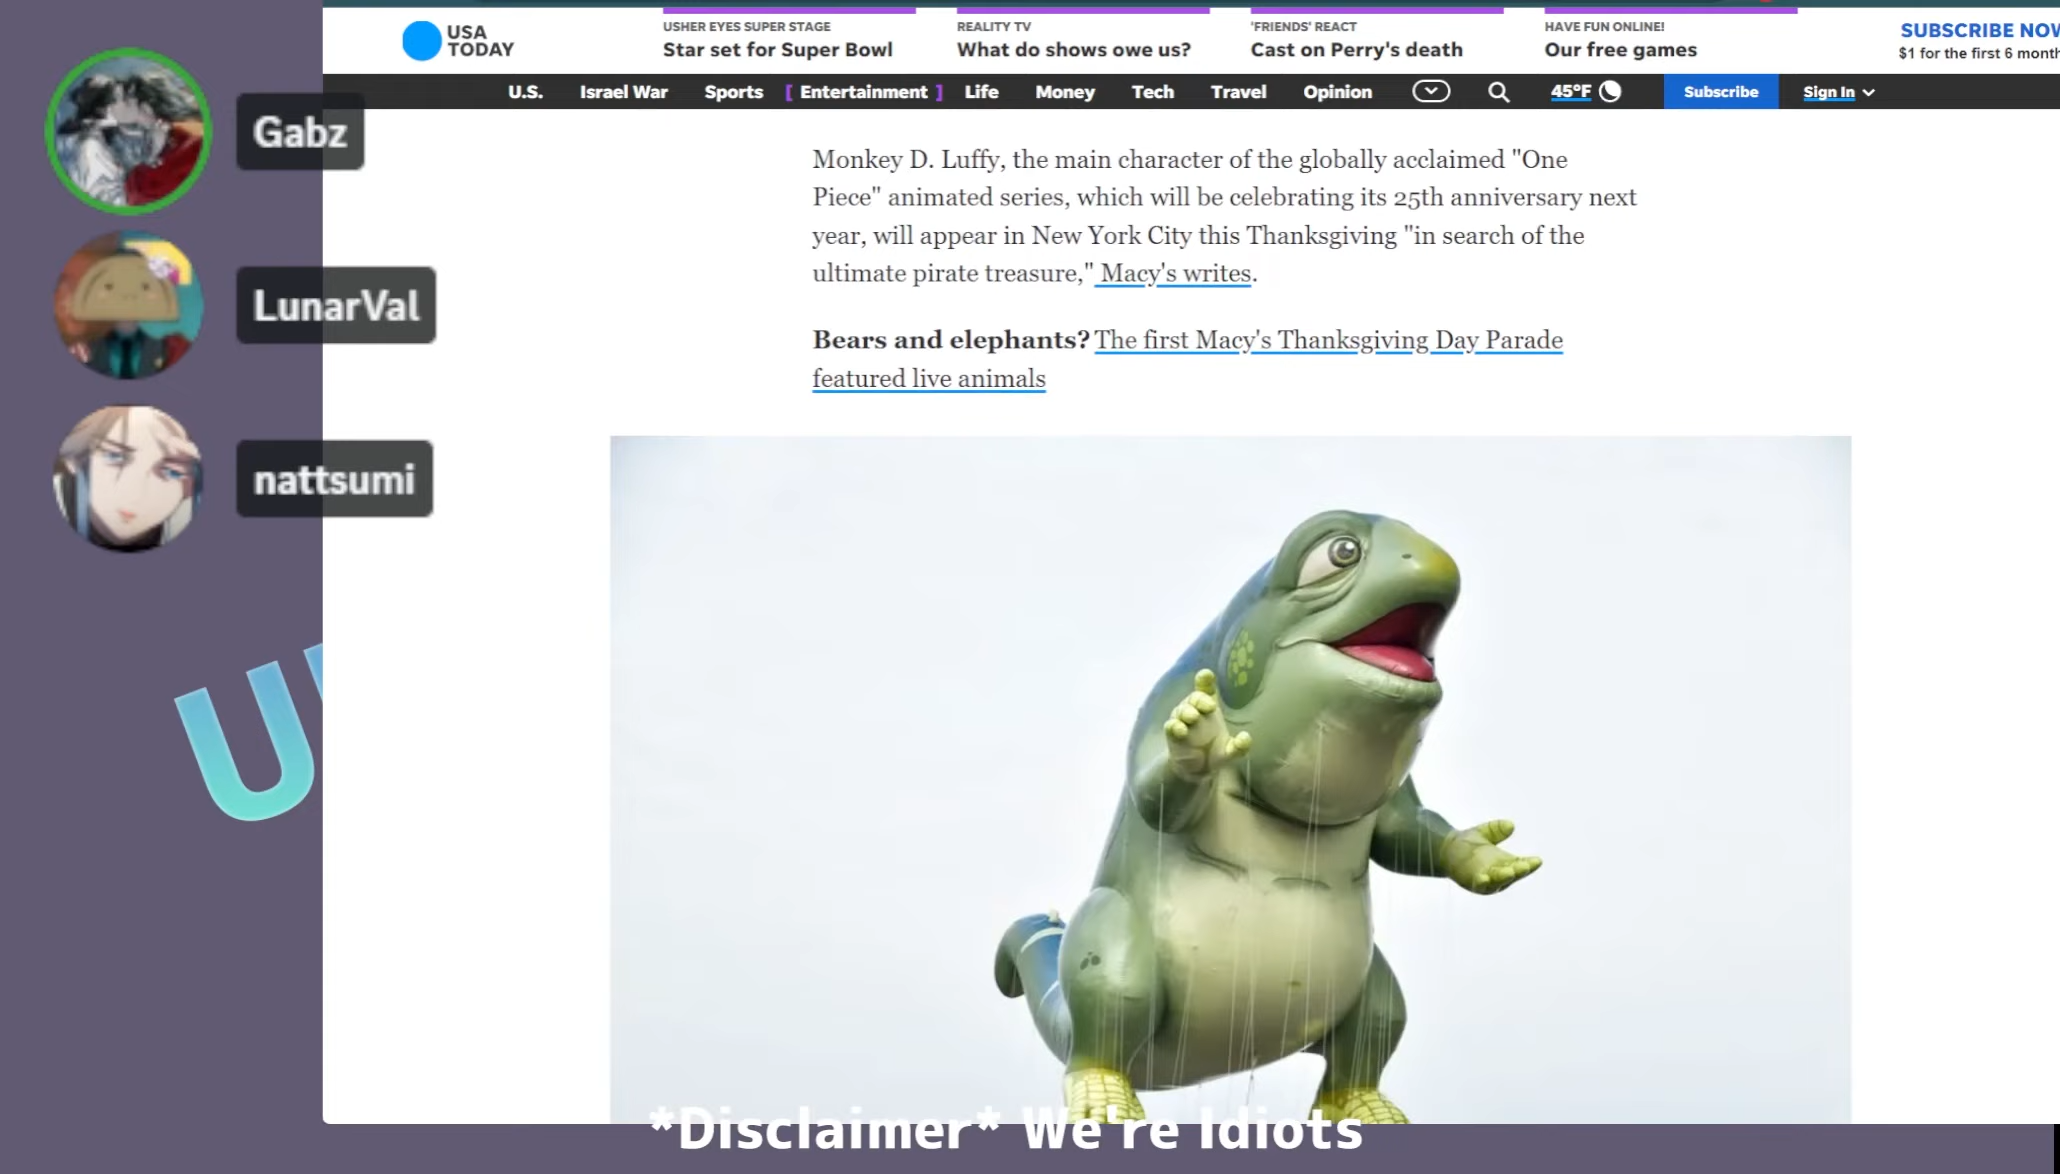 USA
TODAY
USHER EYES SUPER STAGE
Star set for Super Bowl
REALITY TV
What do shows owe us?
'FRIENDS' REACT
Cast on Perry's death
HAVE FUN ONLINE!
Our free games
SUBSCRIBE NOW
$1 for the first 6 month
U.S.
Israel War
Sports
[ Entertainment ]
Life
Money
Tech
Travel
Opinion
45°F
Subscribe
Sign In
Gabz
LunarVal
nattsumi
Monkey D. Luffy, the main character of the globally acclaimed "One
Piece" animated series, which will be celebrating its 25th anniversary next
year, will appear in New York City this Thanksgiving "in search of the
ultimate pirate treasure," Macy's writes.
Bears and elephants? The first Macy's Thanksgiving Day Parade
featured live animals
U
*Disclaimer* We're Idiots